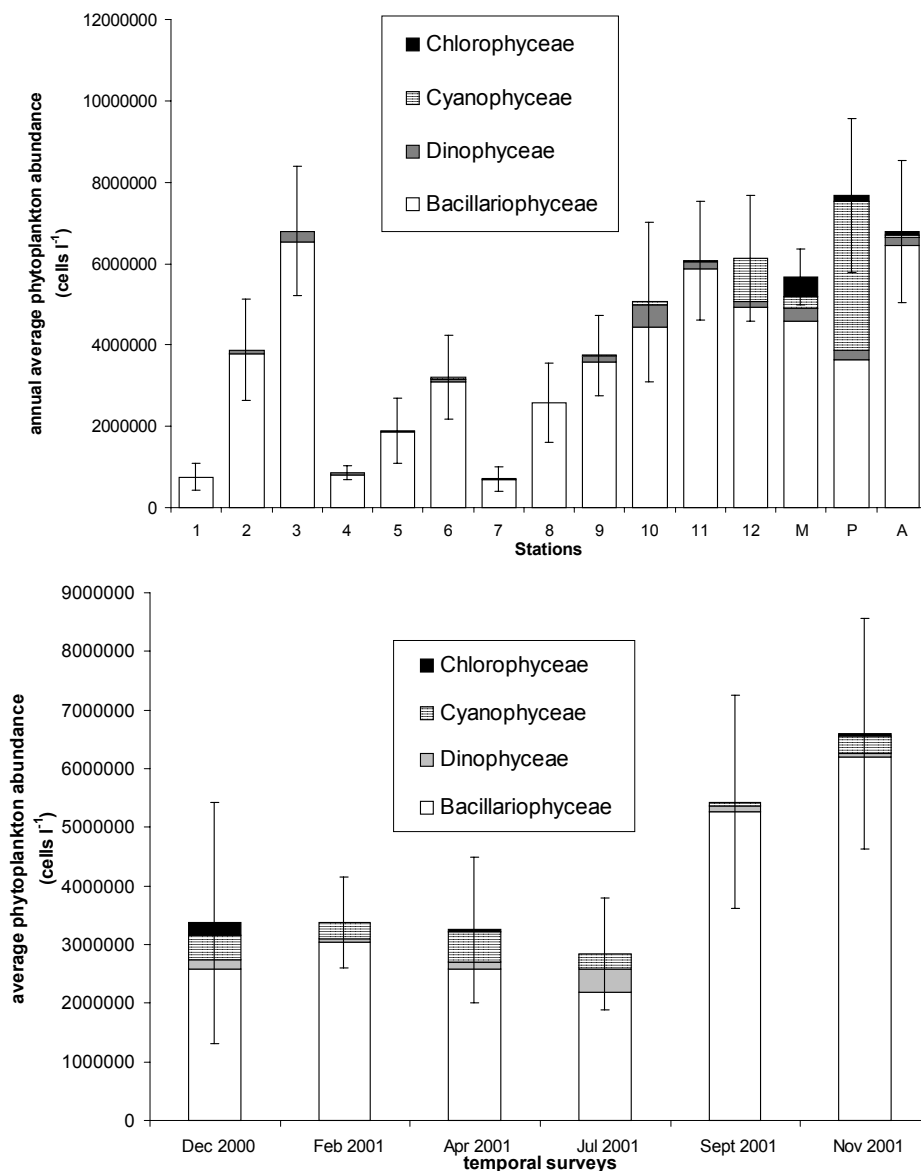 12000000
10000000
8000000
6000000
4000000
2000000
0
annual average phytoplankton abundance
(cells l-1)
Chlorophyceae
Cyanophyceae
Dinophyceae
Bacillariophyceae
1 2 3 4 5 6 7 8 9 10 11 12 M P A
Stations
9000000
8000000
7000000
6000000
5000000
4000000
3000000
2000000
1000000
0
average phytoplankton abundance
(cells l-1)
Chlorophyceae
Cyanophyceae
Dinophyceae
Bacillariophyceae
Dec 2000 Feb 2001 Apr 2001 Jul 2001 Sept 2001 Nov 2001
temporal surveys